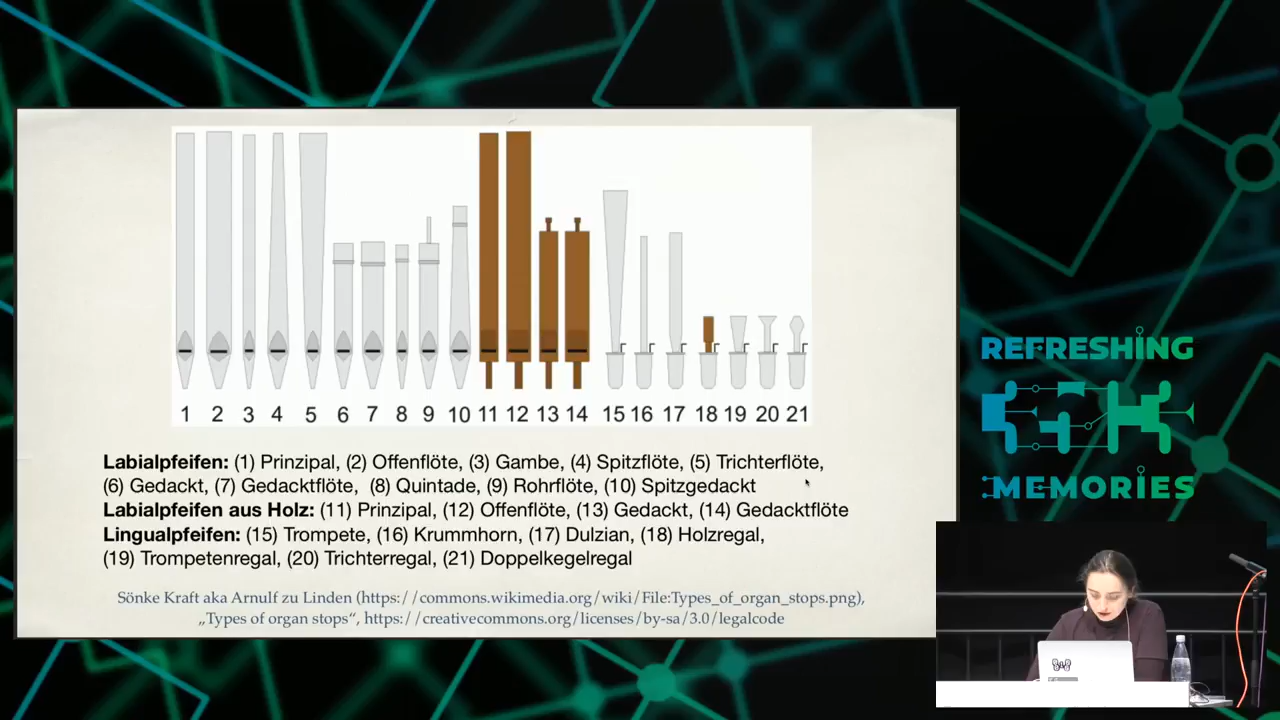 1 2 3 4 5 6 7 8 9 10 11 12 13 14 15 16 17 18 19 20 21
Labialpfeifen: (1) Prinzipal, (2) Offenflöte, (3) Gambe, (4) Spitzflöte, (5) Trichterflöte,
(6) Gedackt, (7) Gedacktflöte, (8) Quintade, (9) Rohrflöte, (10) Spitzgedackt
Labialpfeifen aus Holz: (11) Prinzipal, (12) Offenflöte, (13) Gedackt, (14) Gedacktflöte
Lingualpfeifen: (15) Trompete, (16) Krummhorn, (17) Dulzian, (18) Holzregal,
(19) Trompetenregal, (20) Trichterregal, (21) Doppelkegelregal
Sönke Kraft aka Arnulf zu Linden (https://commons.wikimedia.org/wiki/File:Types_of_organ_stops.png),
„Types of organ stops“, https://creativecommons.org/licenses/by-sa/3.0/legalcode
REFRESHING
MEMORIES